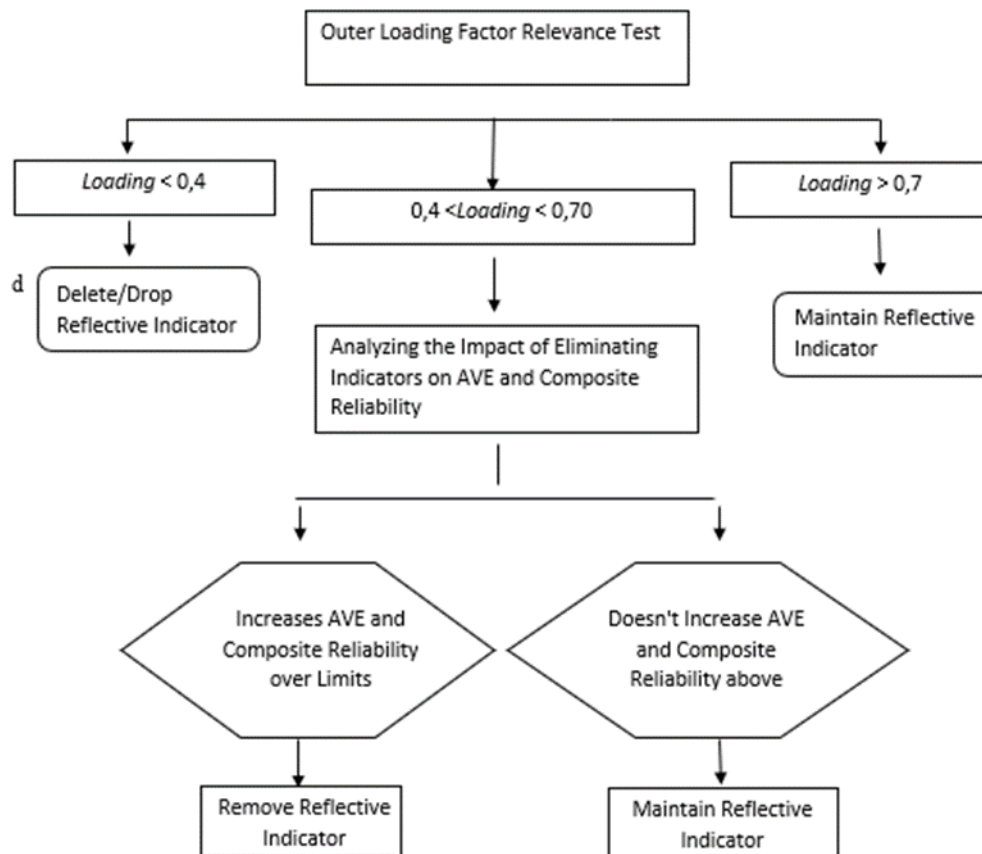 Outer Loading Factor Relevance Test
Loading < 0,4
0,4 <Loading < 0,70
Loading > 0,7
d
Delete/Drop
Reflective Indicator
Maintain Reflective
Indicator
Analyzing the Impact of Eliminating
Indicators on AVE and Composite
Reliability
Increases AVE and
Composite Reliability
over Limits
Doesn't Increase AVE
and Composite
Reliability above
Remove Reflective
Indicator
Maintain Reflective
Indicator